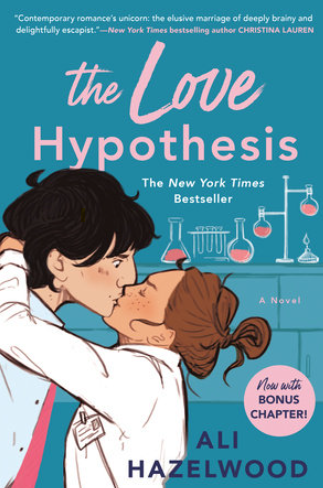 "Contemporary romance's unicorn: the elusive marriage of deeply brainy and
delightfully escapist."—New York Times bestselling author CHRISTINA LAUREN
the Love
Hypothesis
The New York Times
Bestseller
A Novel
Now with
BONUS
CHAPTER!
ALI
HAZELWOOD